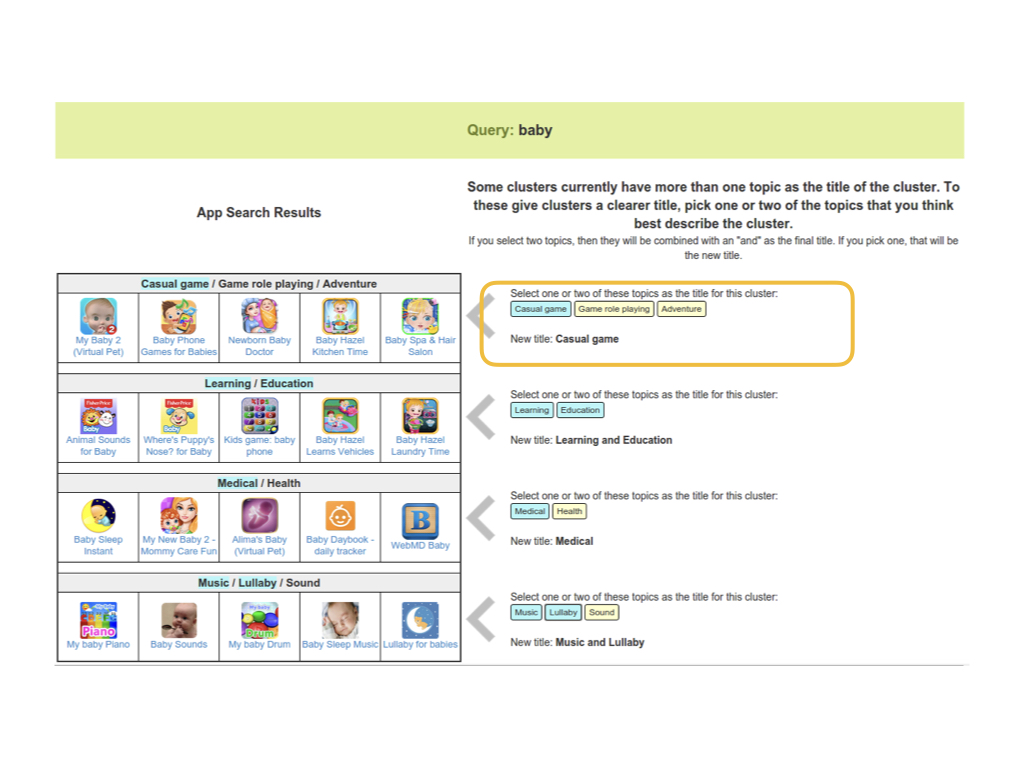 Query: baby
App Search Results
Some clusters currently have more than one topic as the title of the cluster. To
these give clusters a clearer title, pick one or two of the topics that you think
best describe the cluster.
If you select two topics, then they will be combined with an "and" as the final title. If you pick one, that will be
the new title.
Casual game / Game role playing / Adventure
My Baby 2 (Virtual Pet)
Baby Phone Games for Babies
Newborn Baby Doctor
Baby Hazel Kitchen Time
Baby Spa & Hair Salon
Select one or two of these topics as the title for this cluster:
Casual game Game role playing Adventure
New title: Casual game
Learning / Education
Fisher-Price Baby
Animal Sounds for Baby
Fisher-Price Baby
Where's Puppy's Nose? for Baby
Kids game: baby phone
Baby Hazel Learns Vehicles
Baby Hazel Laundry Time
Select one or two of these topics as the title for this cluster:
Learning Education
New title: Learning and Education
Medical / Health
Baby Sleep Instant
My New Baby 2 - Mommy Care Fun
Alima's Baby (Virtual Pet)
Baby Daybook - daily tracker
B
WebMD Baby
Select one or two of these topics as the title for this cluster:
Medical Health
New title: Medical
Music / Lullaby / Sound
My baby Piano
My baby Piano
Baby Sounds
My baby Drum
My baby Drum
Baby Sleep Music
Lullaby for babies
Select one or two of these topics as the title for this cluster:
Music Lullaby Sound
New title: Music and Lullaby